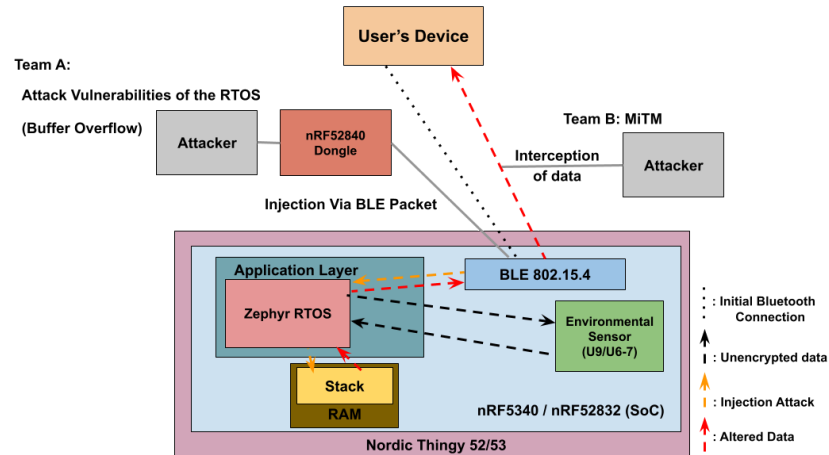 User's Device
Team A:
Attack Vulnerabilities of the RTOS
(Buffer Overflow)
Attacker
nRF52840
Dongle
Team B: MiTM
Interception
of data
Attacker
Injection Via BLE Packet
Application Layer
BLE 802.15.4
Zephyr RTOS
Environmental
Sensor
(U9/U6-7)
: Initial Bluetooth
Connection
: Unencrypted data
: Injection Attack
: Altered Data
Stack
RAM
nRF5340 / nRF52832 (SoC)
Nordic Thingy 52/53